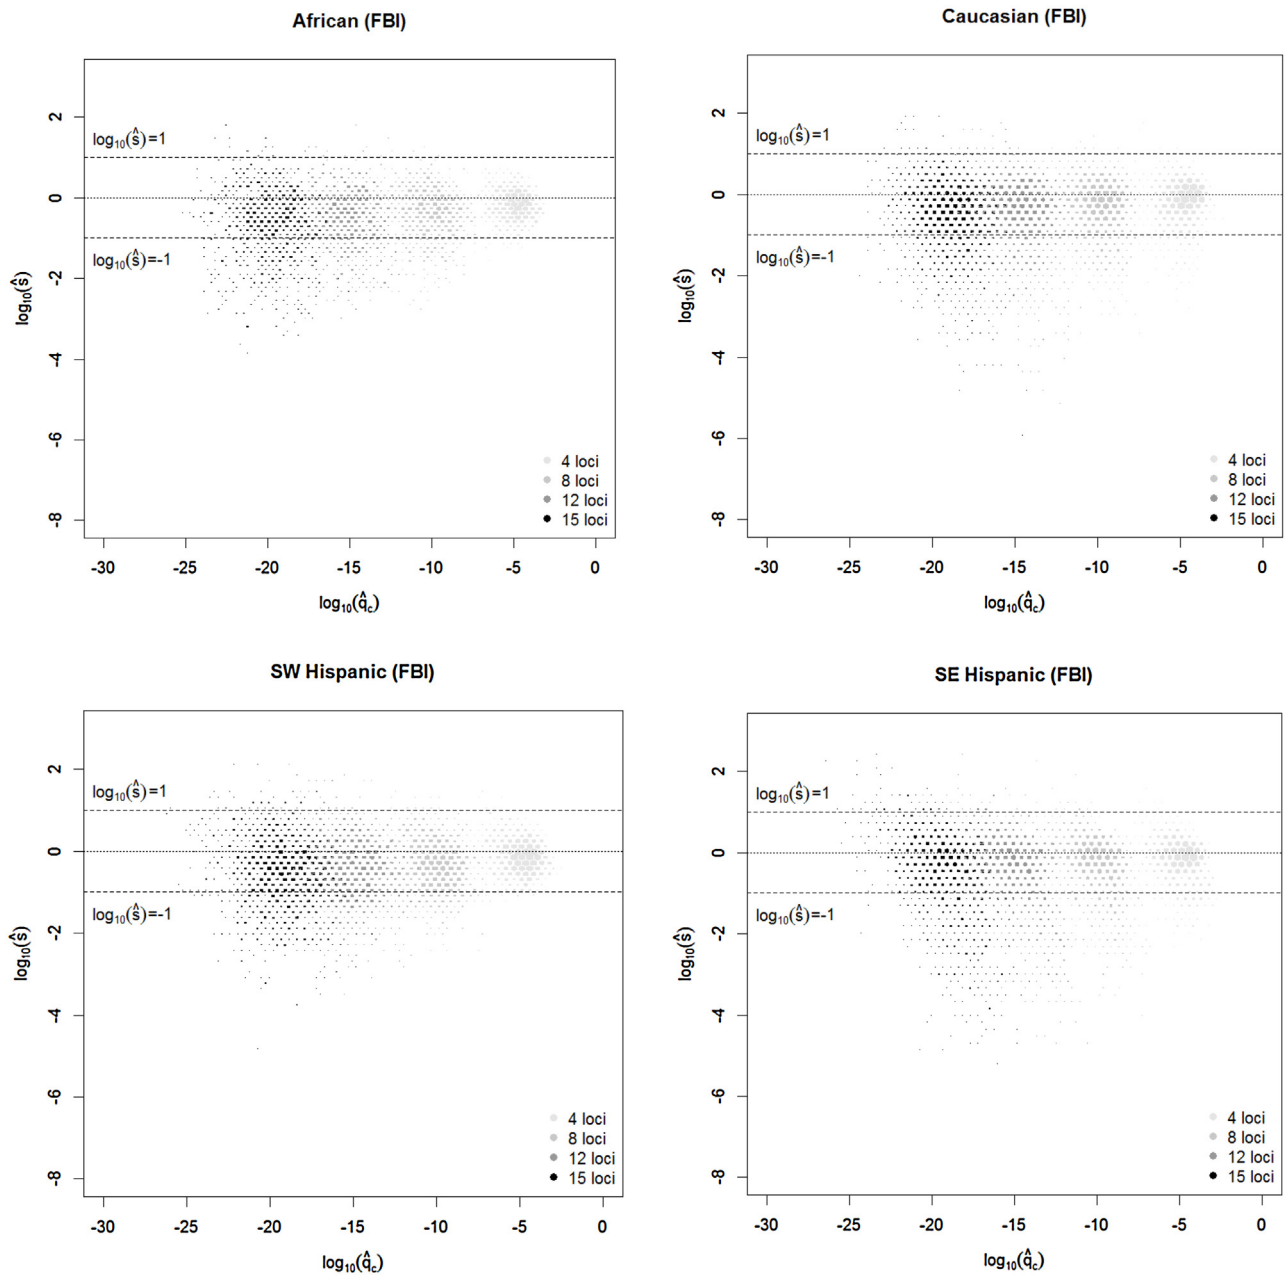 African (FBI)
log₁₀(ŝ)
2
0
-2
-4
-6
-8
log₁₀(ŝ)=1
log₁₀(ŝ)=-1
4 loci
8 loci
12 loci
15 loci
-30 -25 -20 -15 -10 -5 0
log₁₀(q̂c)
Caucasian (FBI)
log₁₀(ŝ)
2
0
-2
-4
-6
-8
log₁₀(ŝ)=1
log₁₀(ŝ)=-1
4 loci
8 loci
12 loci
15 loci
-30 -25 -20 -15 -10 -5 0
log₁₀(q̂c)
SW Hispanic (FBI)
log₁₀(ŝ)
2
0
-2
-4
-6
-8
log₁₀(ŝ)=1
log₁₀(ŝ)=-1
4 loci
8 loci
12 loci
15 loci
-30 -25 -20 -15 -10 -5 0
log₁₀(q̂c)
SE Hispanic (FBI)
log₁₀(ŝ)
2
0
-2
-4
-6
-8
log₁₀(ŝ)=1
log₁₀(ŝ)=-1
4 loci
8 loci
12 loci
15 loci
-30 -25 -20 -15 -10 -5 0
log₁₀(q̂c)